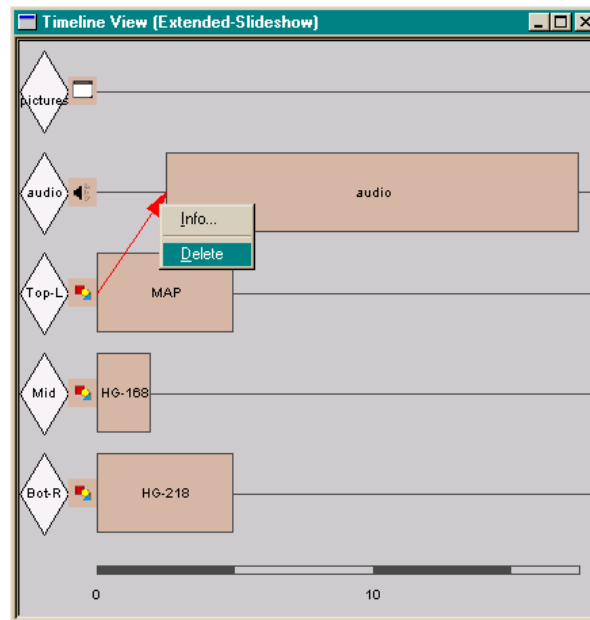 Timeline View (Extended-Slideshow)
pictures
audio
audio
Info...
Delete
Top-L
MAP
Mid
HG-168
Bot-R
HG-218
0 10